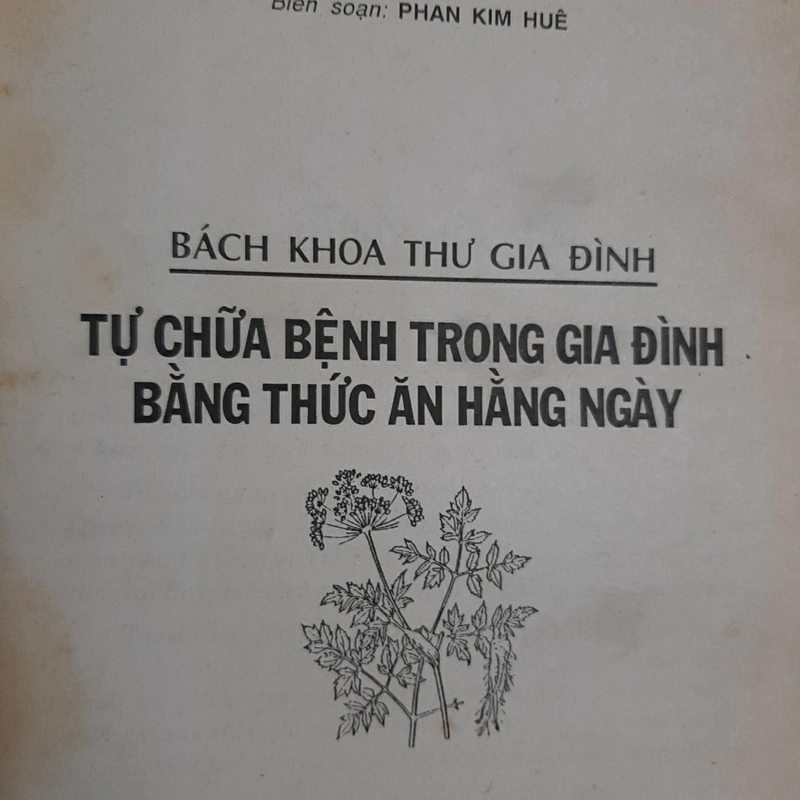 Biên soạn: PHAN KIM HUÊ
BÁCH KHOA THƯ GIA ĐÌNH
TỰ CHỮA BỆNH TRONG GIA ĐÌNH
BẰNG THỨC ĂN HẰNG NGÀY